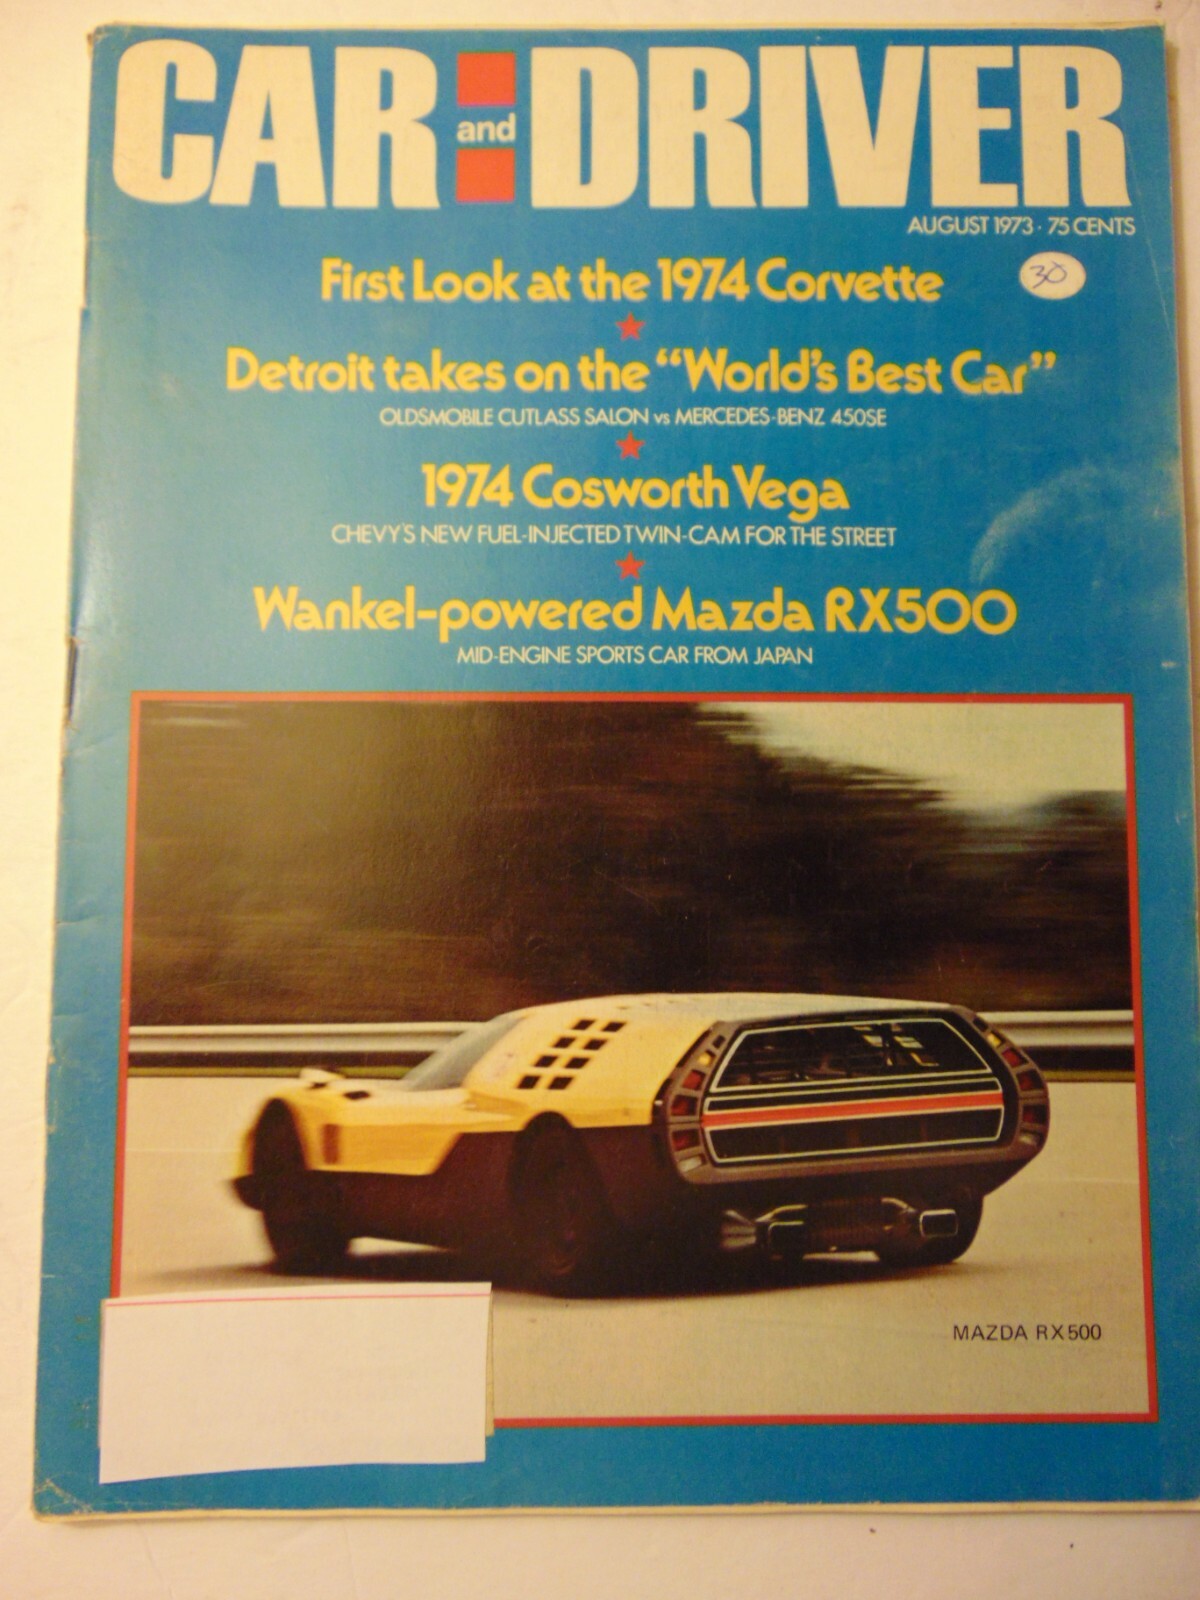 CAR and DRIVER
AUGUST 1973 · 75 CENTS
First Look at the 1974 Corvette
30
Detroit takes on the “World's Best Car”
OLDSMOBILE CUTLASS SALON vs MERCEDES-BENZ 450SE
1974 Cosworth Vega
CHEVY'S NEW FUEL-INJECTED TWIN-CAM FOR THE STREET
Wankel-powered Mazda RX500
MID-ENGINE SPORTS CAR FROM JAPAN
MAZDA RX500